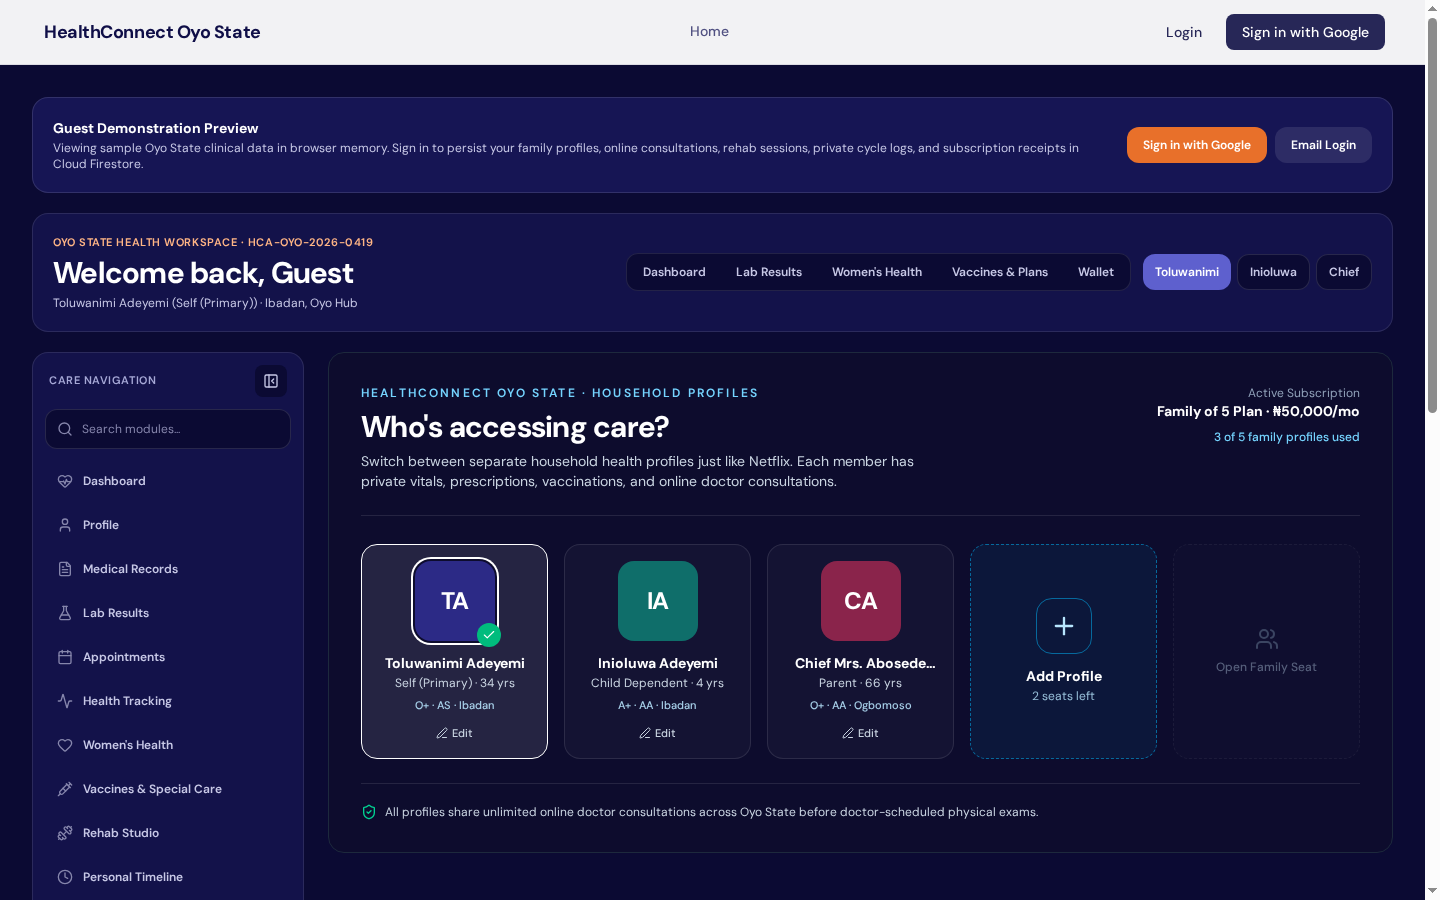 HealthConnect Oyo State
Home
Login
Sign in with Google
Guest Demonstration Preview
Viewing sample Oyo State clinical data in browser memory. Sign in to persist your family profiles, online consultations, rehab sessions, private cycle logs, and subscription receipts in
Cloud Firestore.
Sign in with Google
Email Login
OYO STATE HEALTH WORKSPACE · HCA-OYO-2026-0419
Welcome back, Guest
Toluwanimi Adeyemi (Self (Primary)) · Ibadan, Oyo Hub
Dashboard
Lab Results
Women's Health
Vaccines & Plans
Wallet
Toluwanimi
Inioluwa
Chief
CARE NAVIGATION
Search modules...
Dashboard
Profile
Medical Records
Lab Results
Appointments
Health Tracking
Women's Health
Vaccines & Special Care
Rehab Studio
Personal Timeline
HEALTHCONNECT OYO STATE · HOUSEHOLD PROFILES
Who's accessing care?
Switch between separate household health profiles just like Netflix. Each member has
private vitals, prescriptions, vaccinations, and online doctor consultations.
Active Subscription
Family of 5 Plan · ₦50,000/mo
3 of 5 family profiles used
TA
Toluwanimi Adeyemi
Self (Primary) · 34 yrs
O+ · AS · Ibadan
Edit
IA
Inioluwa Adeyemi
Child Dependent · 4 yrs
A+ · AA · Ibadan
Edit
CA
Chief Mrs. Abosede...
Parent · 66 yrs
O+ · AA · Ogbomoso
Edit
Add Profile
2 seats left
Open Family Seat
All profiles share unlimited online doctor consultations across Oyo State before doctor-scheduled physical exams.